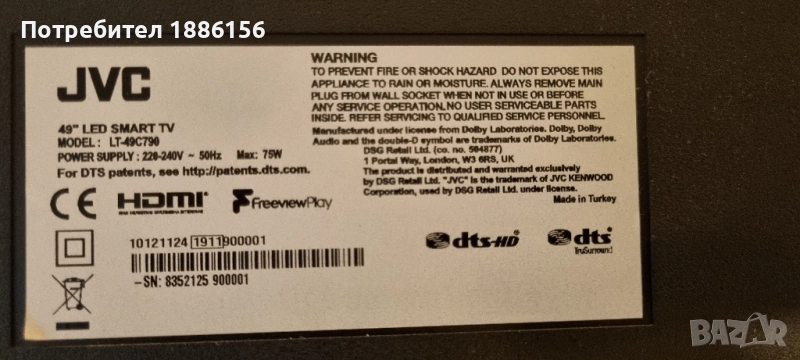 Потребител 1886156
JVC
49" LED SMART TV
MODEL : LT-49C790
POWER SUPPLY : 220-240V ~ 50Hz Max: 75W
For DTS patents, see http://patents.dts.com.
CE HDMI FreeviewPlay
10121124 1911 900001
-SN: 8352125 900001
WARNING
TO PREVENT FIRE OR SHOCK HAZARD DO NOT EXPOSE THIS
APPLIANCE TO RAIN OR MOISTURE. ALWAYS REMOVE MAIN
PLUG FROM WALL SOCKET WHEN NOT IN USE OR BEFORE
ANY SERVICE OPERATION.NO USER SERVICEABLE PARTS
INSIDE. REFER SERVICING TO QUALIFIED SERVICE PERSONNEL.
Manufactured under license from Dolby Laboratories. Dolby, Dolby
Audio and the double-D symbol are trademarks of Dolby Laboratories.
DSG Retail Ltd. (co. no. 504877)
1 Portal Way, London, W3 6RS, UK
The product is distributed and warranted exclusively
by DSG Retail Ltd. "JVC" is the trademark of JVC KENWOOD
Corporation, used by DSG Retail Ltd. under license.
Made in Turkey
dts-HD
dts
TruSurround
BAZAR